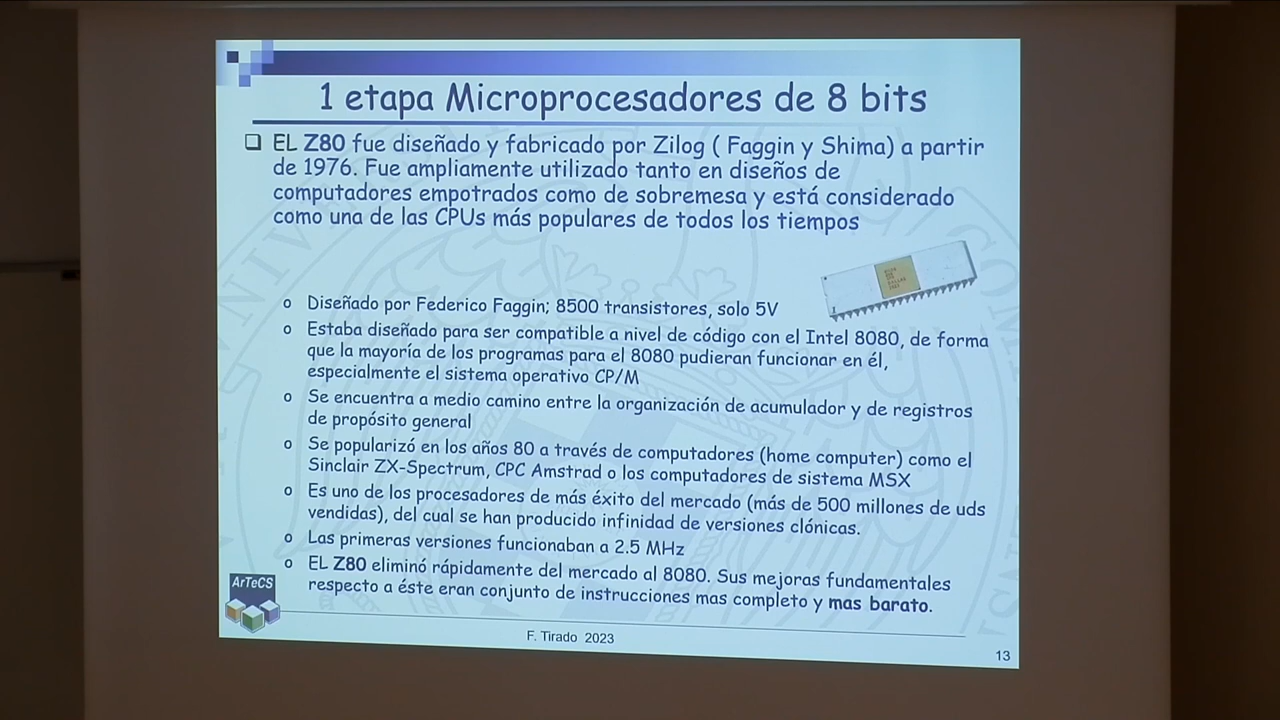 1 etapa Microprocesadores de 8 bits
❑ EL Z80 fue diseñado y fabricado por Zilog ( Faggin y Shima) a partir
de 1976. Fue ampliamente utilizado tanto en diseños de
computadores empotrados como de sobremesa y está considerado
como una de las CPUs más populares de todos los tiempos
o Diseñado por Federico Faggin; 8500 transistores, solo 5V
o Estaba diseñado para ser compatible a nivel de código con el Intel 8080, de forma
que la mayoría de los programas para el 8080 pudieran funcionar en él,
especialmente el sistema operativo CP/M
o Se encuentra a medio camino entre la organización de acumulador y de registros
de propósito general
o Se popularizó en los años 80 a través de computadores (home computer) como el
Sinclair ZX-Spectrum, CPC Amstrad o los computadores de sistema MSX
o Es uno de los procesadores de más éxito del mercado (más de 500 millones de uds
vendidas), del cual se han producido infinidad de versiones clónicas.
o Las primeras versiones funcionaban a 2.5 MHz
o EL Z80 eliminó rápidamente del mercado al 8080. Sus mejoras fundamentales
respecto a éste eran conjunto de instrucciones mas completo y mas barato.
ArTeCS
F. Tirado 2023
13